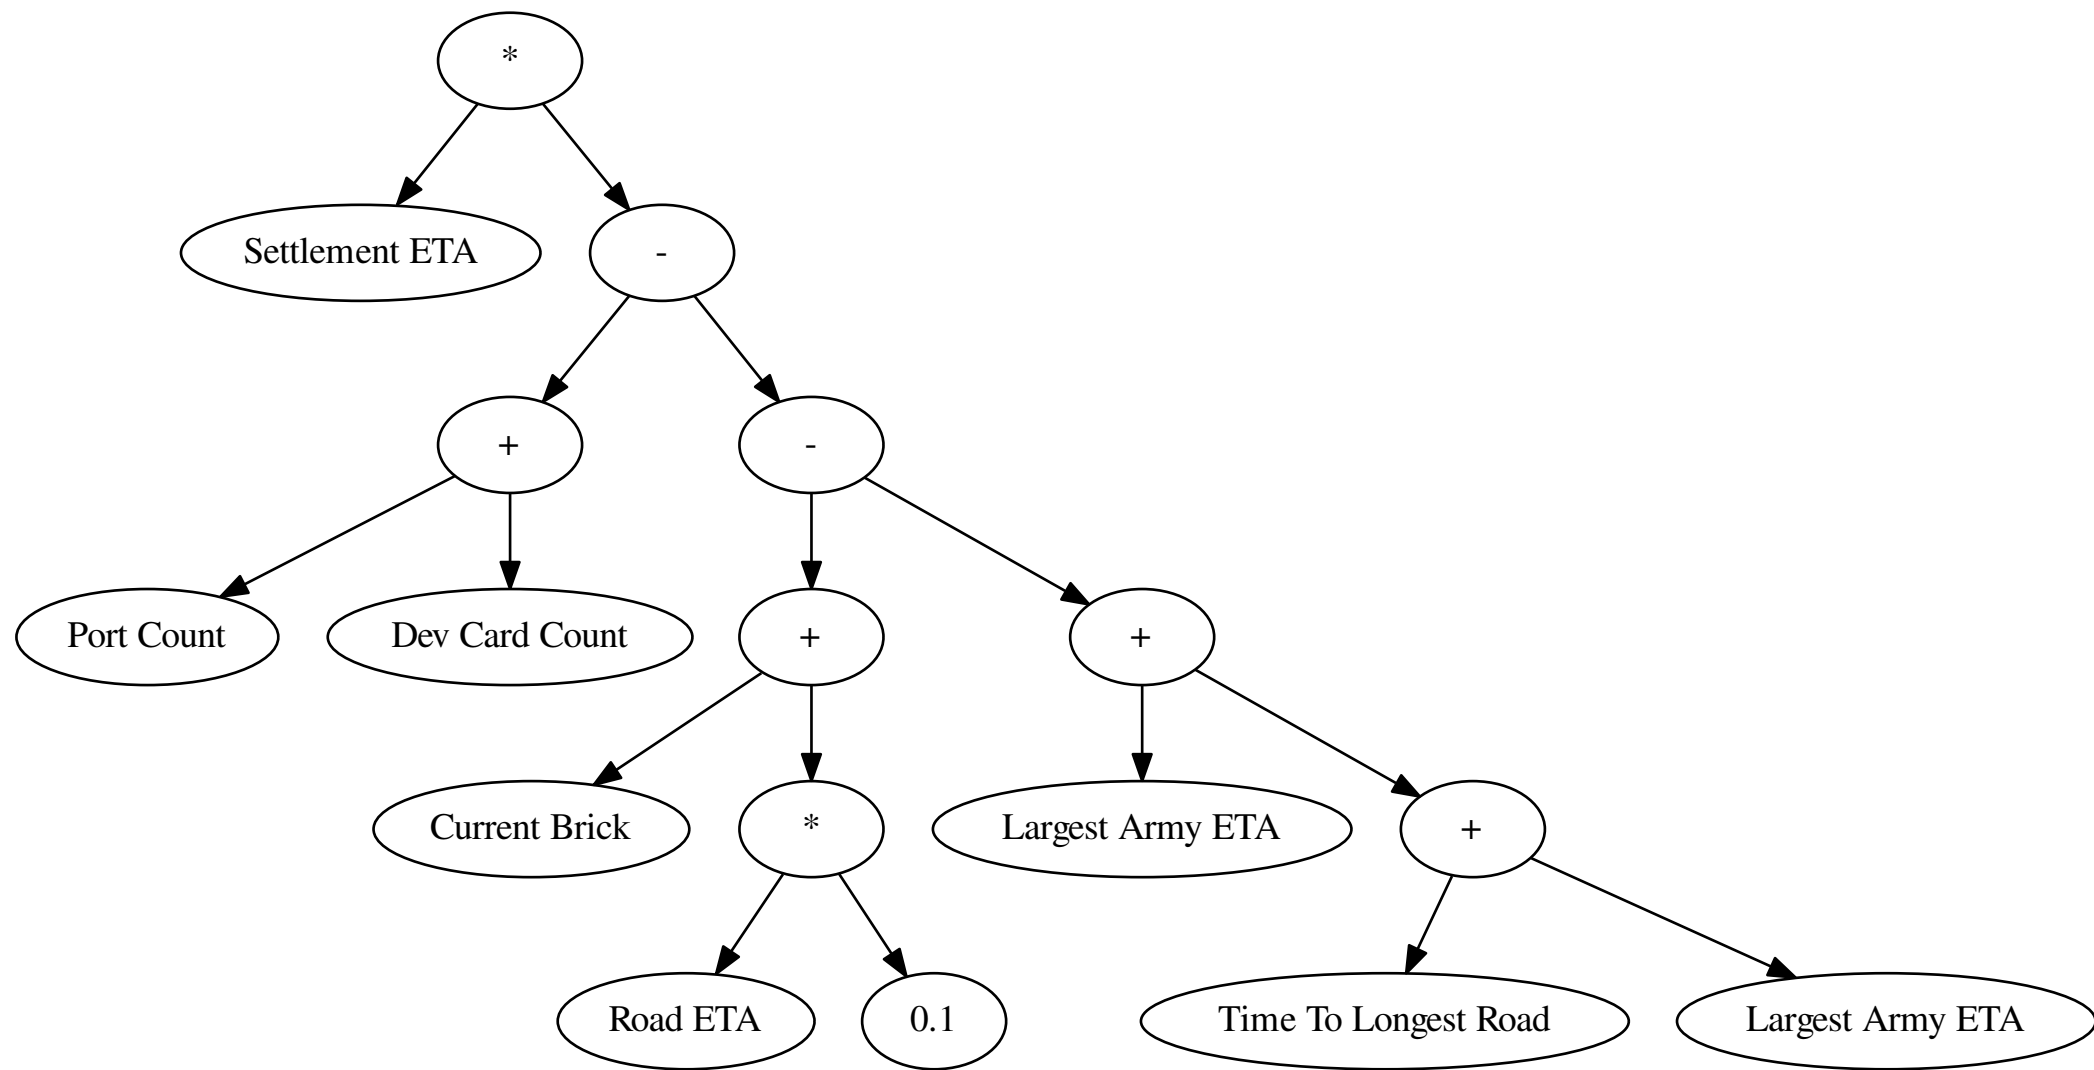 *
Settlement ETA
-
+
-
Port Count
Dev Card Count
+
+
Current Brick
*
Largest Army ETA
+
Road ETA
0.1
Time To Longest Road
Largest Army ETA